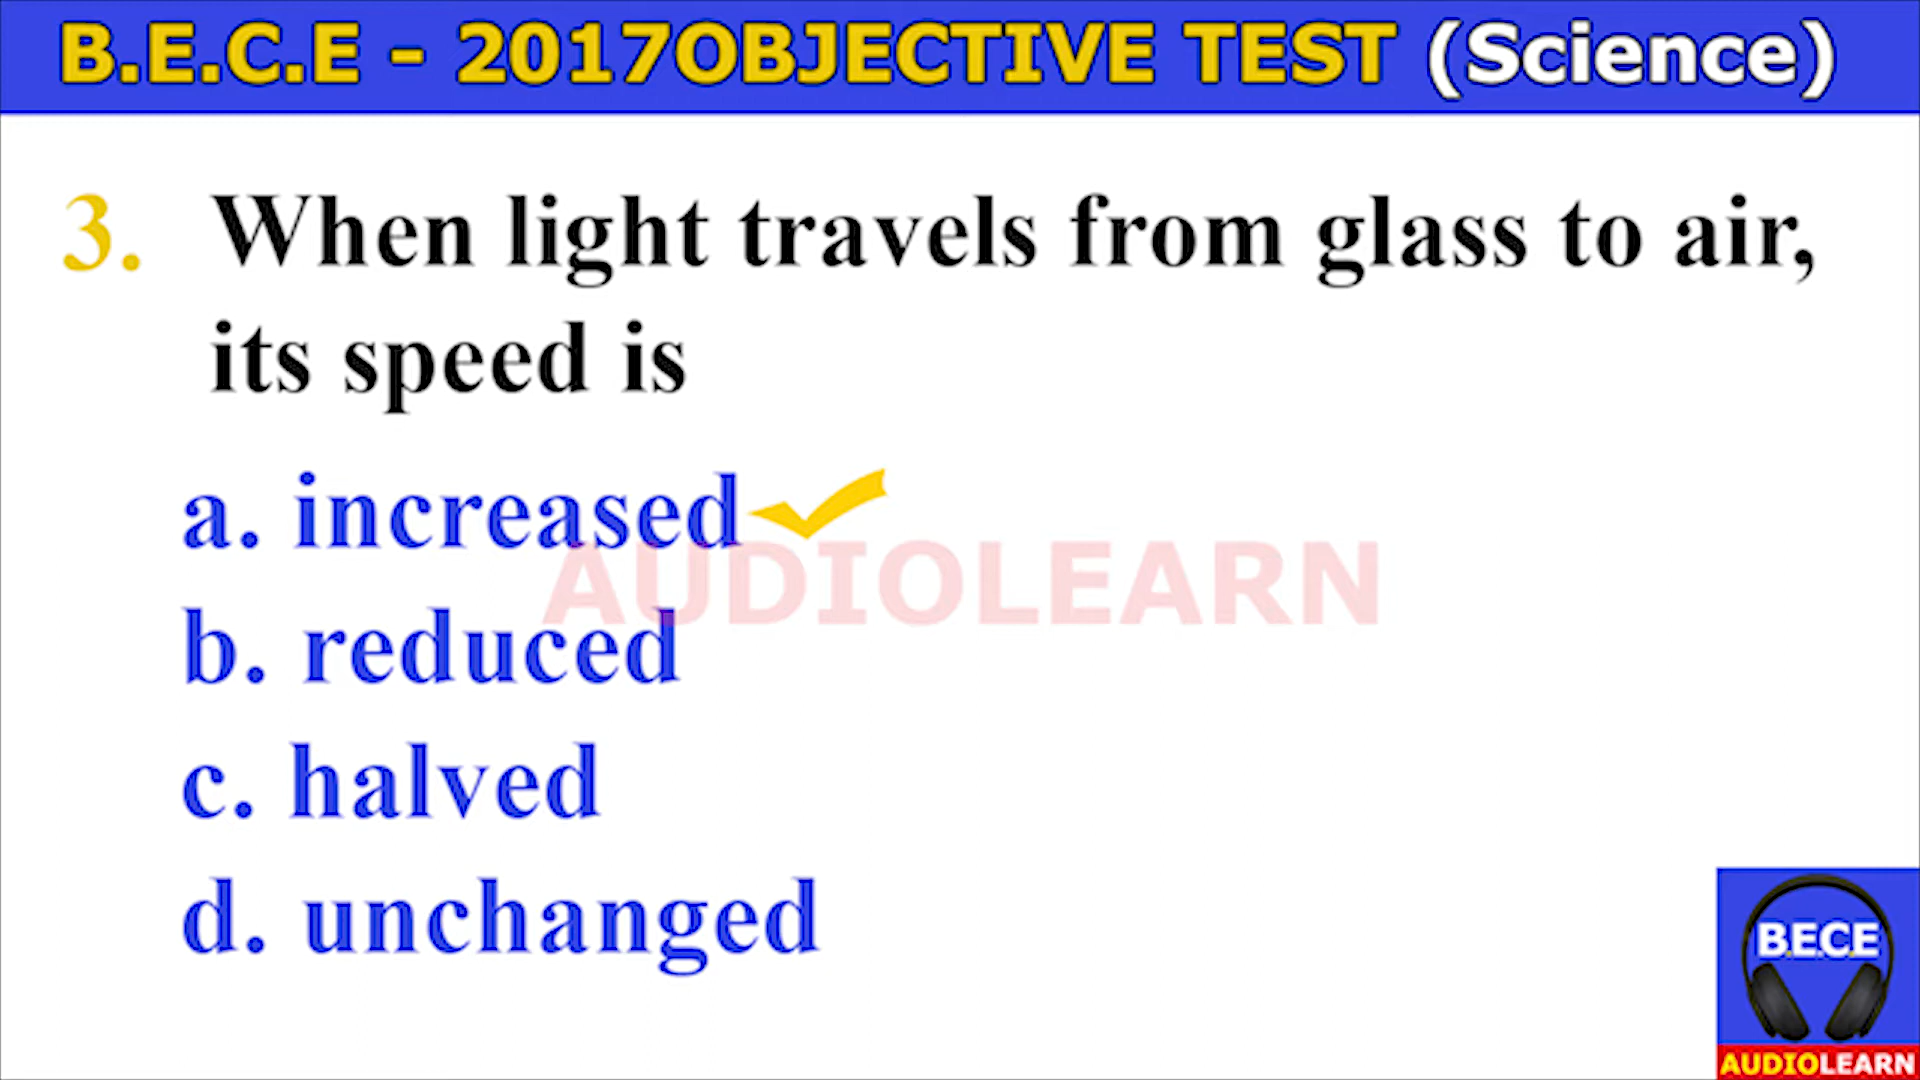 B.E.C.E - 2017OBJECTIVE TEST (Science)
3. When light travels from glass to air,
its speed is
a. increased
AUDIOLEARN
b. reduced
c. halved
d. unchanged
B.E.C.E
AUDIOLEARN